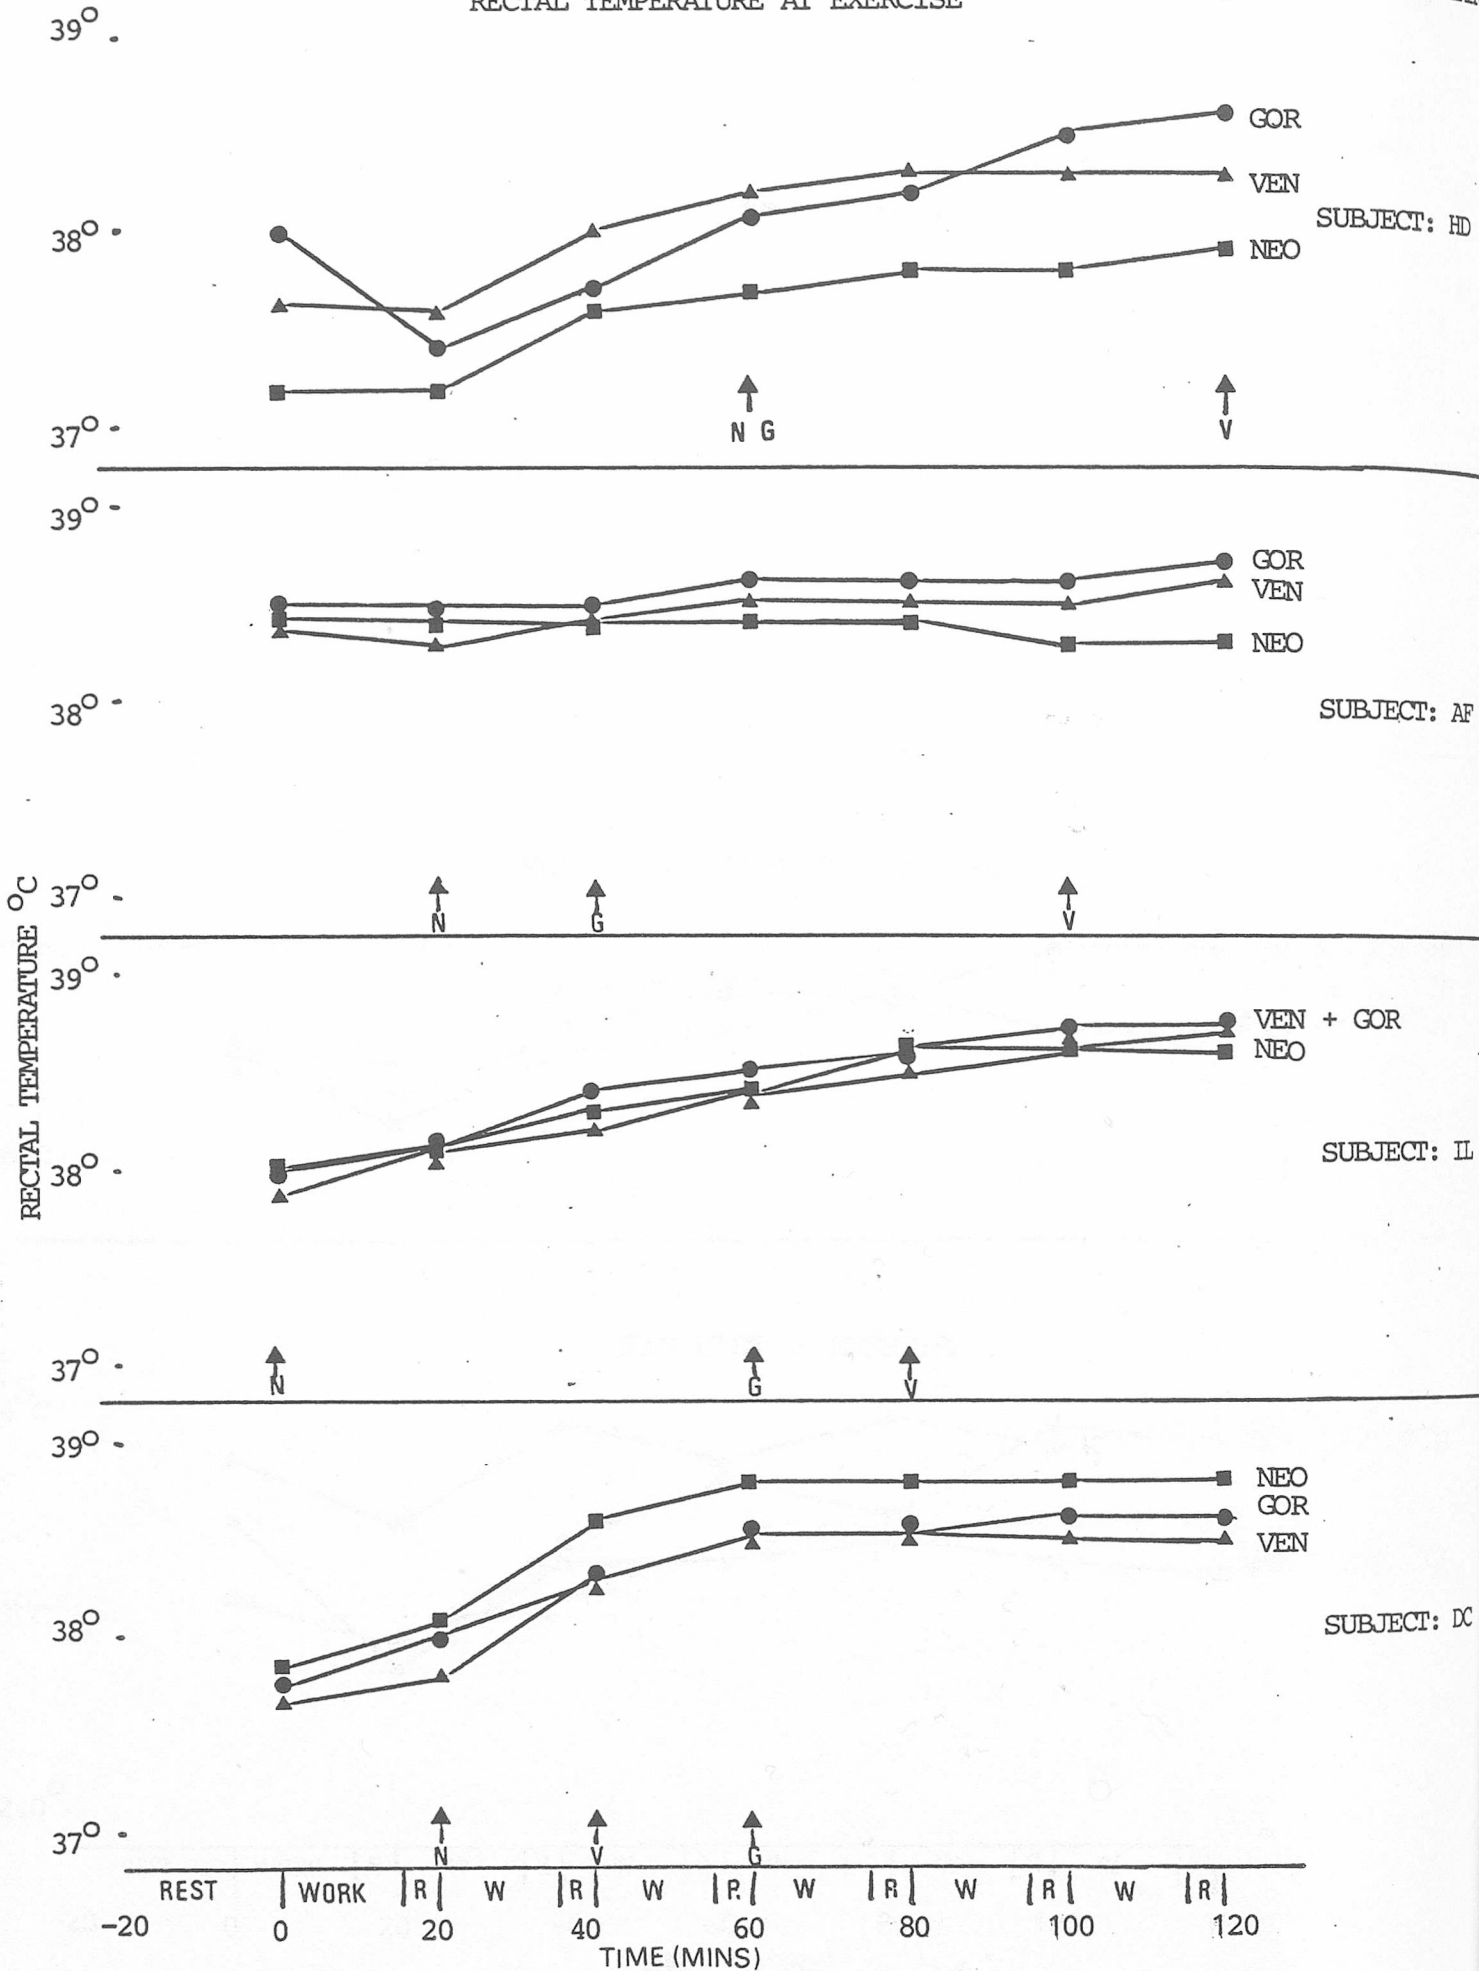 RECTAL TEMPERATURE AT EXERCISE
39°
GOR
VEN
38°
SUBJECT: HD
NEO
37°
N G
V
39°
GOR
VEN
NEO
38°
SUBJECT: AF
37°
N
G
V
RECTAL TEMPERATURE °C
39°
VEN + GOR
NEO
38°
SUBJECT: IL
37°
N
G
V
39°
NEO
GOR
VEN
38°
SUBJECT: DC
37°
N
V
G
REST WORK R W R W P. W R W R W R
-20 0 20 40 60 80 100 120
TIME (MINS)